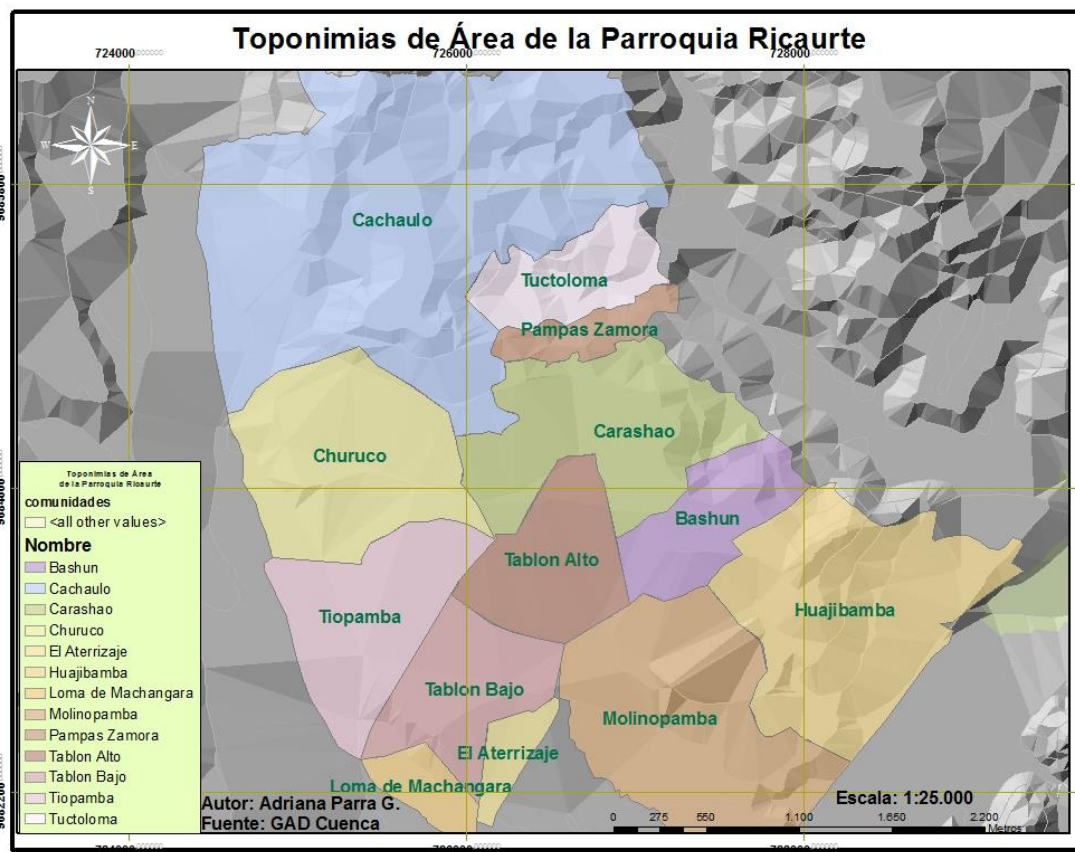 Toponimias de Área de la Parroquia Ricaurte
724000 726000 728000
N
W E
S
Cachaulo
Tuctoloma
Pampas Zamora
Carashao
Churuco
Bashun
Tablon Alto
Huajibamba
Tiopamba
Tablon Bajo
Molinopamba
El Aterrizaje
Loma de Machangara
Toponimias de Área
de la Parroquia Ricaurte
comunidades
<all other values>
Nombre
Bashun
Cachaulo
Carashao
Churuco
El Aterrizaje
Huajibamba
Loma de Machangara
Molinopamba
Pampas Zamora
Tablon Alto
Tablon Bajo
Tiopamba
Tuctoloma
Autor: Adriana Parra G.
Fuente: GAD Cuenca
Escala: 1:25.000
0 275 550 1.100 1.650 2.200
Metros